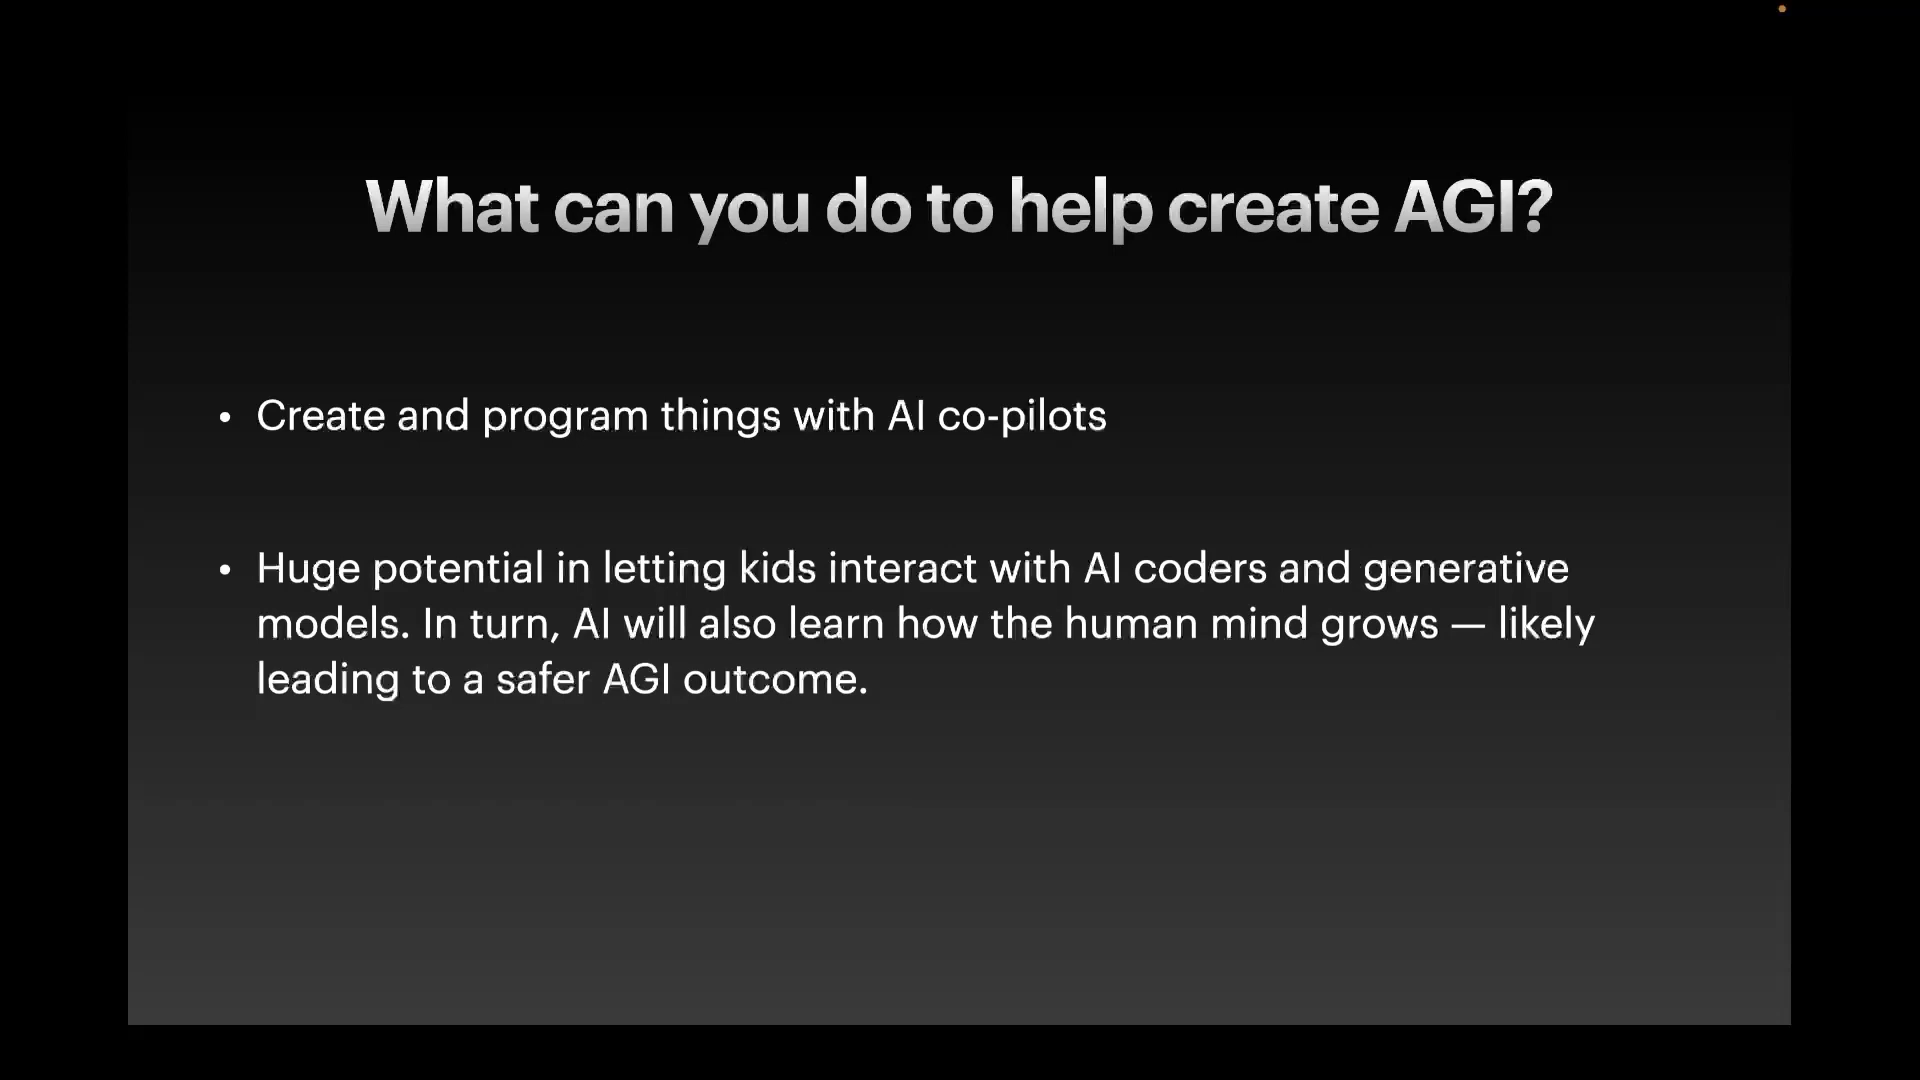 What can you do to help create AGI?
• Create and program things with AI co-pilots
• Huge potential in letting kids interact with AI coders and generative
models. In turn, AI will also learn how the human mind grows — likely
leading to a safer AGI outcome.